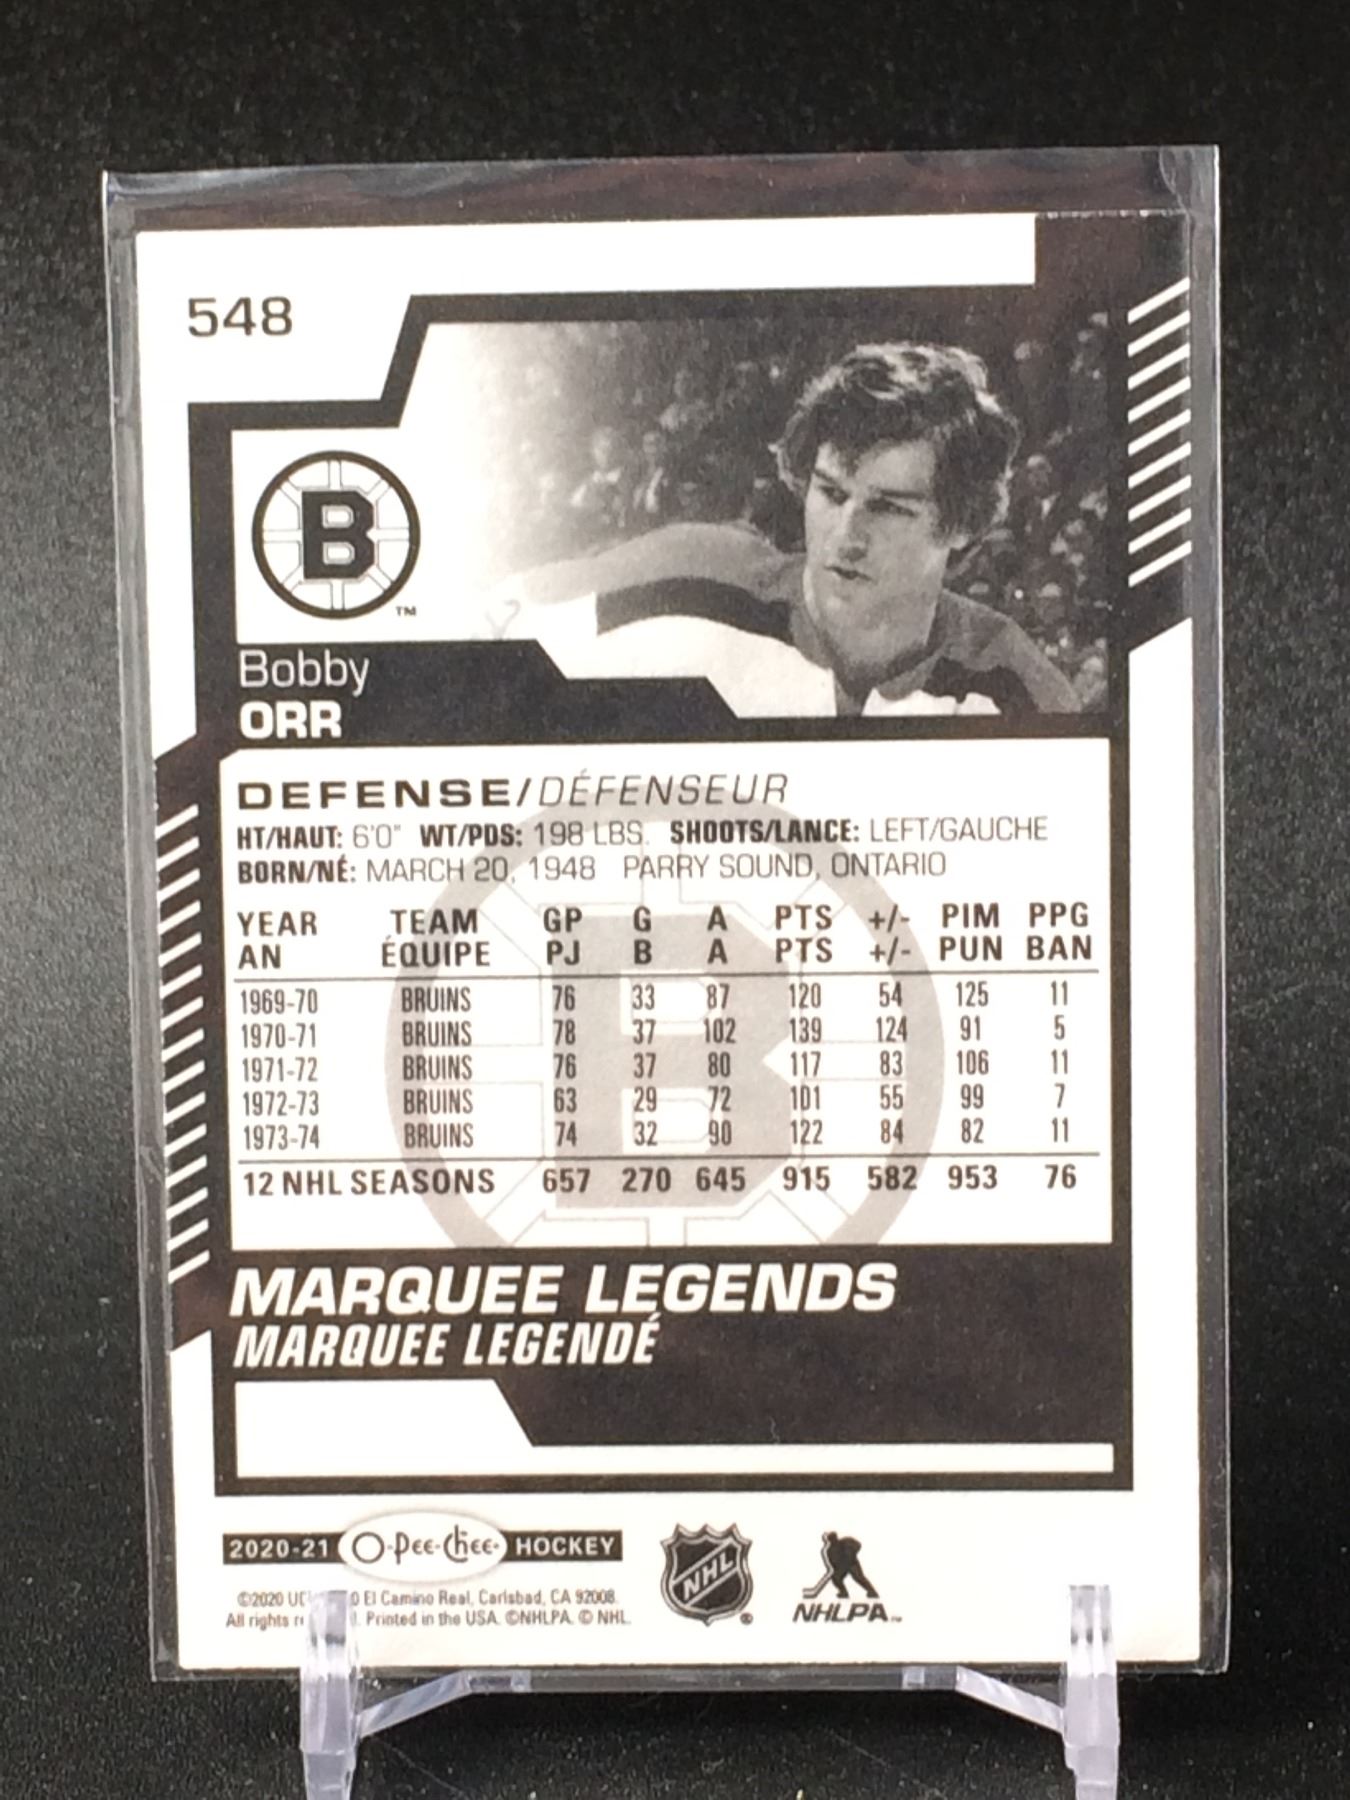 548
B
TM
Bobby
ORR
DEFENSE/DÉFENSEUR
HT/HAUT: 6'0" WT/PDS: 198 LBS. SHOOTS/LANCE: LEFT/GAUCHE
BORN/NÉ: MARCH 20, 1948 PARRY SOUND, ONTARIO
YEAR TEAM GP G A PTS +/- PIM PPG
AN ÉQUIPE PJ B A PTS +/- PUN BAN
1969-70 BRUINS 76 33 87 120 54 125 11
1970-71 BRUINS 78 37 102 139 124 91 5
1971-72 BRUINS 76 37 80 117 83 106 11
1972-73 BRUINS 63 29 72 101 55 99 7
1973-74 BRUINS 74 32 90 122 84 82 11
12 NHL SEASONS 657 270 645 915 582 953 76
MARQUEE LEGENDS
MARQUEE LEGENDÉ
2020-21 O-Pee-Chee HOCKEY
©2020 El Camino Real, Carlsbad, CA 92008.
All rights Printed in the USA. ©NHLPA. © NHL.
NHL ®
NHLPA™